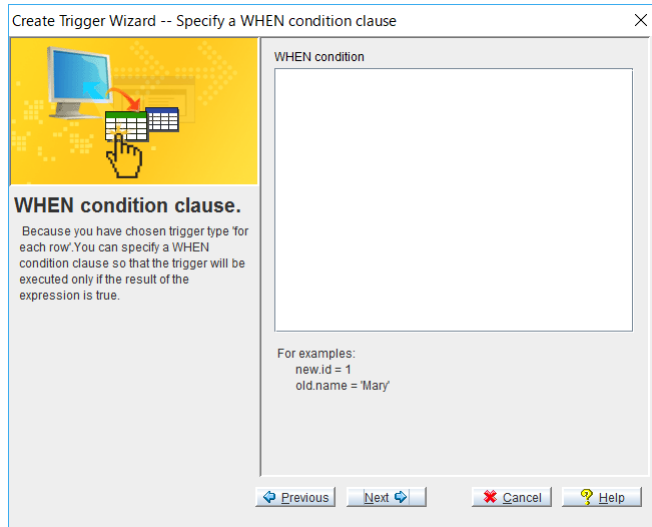 Create Trigger Wizard -- Specify a WHEN condition clause
WHEN condition clause.
Because you have chosen trigger type 'for
each row'.You can specify a WHEN
condition clause so that the trigger will be
executed only if the result of the
expression is true.
WHEN condition
For examples:
new.id = 1
old.name = 'Mary'
Previous Next Cancel Help